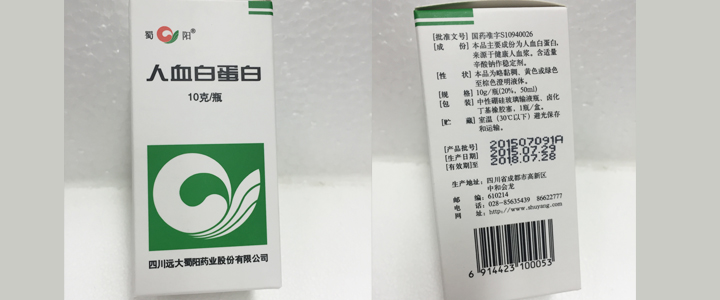 蜀阳®
人血白蛋白
10克/瓶
四川远大蜀阳药业股份有限公司
[批准文号] 国药准字S10940026
[成 份] 本品主要成份为人血白蛋白,
来源于健康人血浆。含适量
辛酸钠作稳定剂。
[性 状] 本品为略黏稠、黄色或绿色
至棕色澄明液体。
[规 格] 10g/瓶(20%, 50ml)
[包 装] 中性硼硅玻璃输液瓶、卤化
丁基橡胶塞, 1瓶/盒。
[贮 藏] 室温 (30℃以下) 避光保存
和运输。
[产品批号] 201507091A
[生产日期] 2015.07.29
[有效期]至 2018.07.28
生产地址: 四川省成都市高新区
中和会龙
邮 编: 610214
电 话: 028-85635439 86622777
网 址: http://www.shuyang.com
6 914423 100053